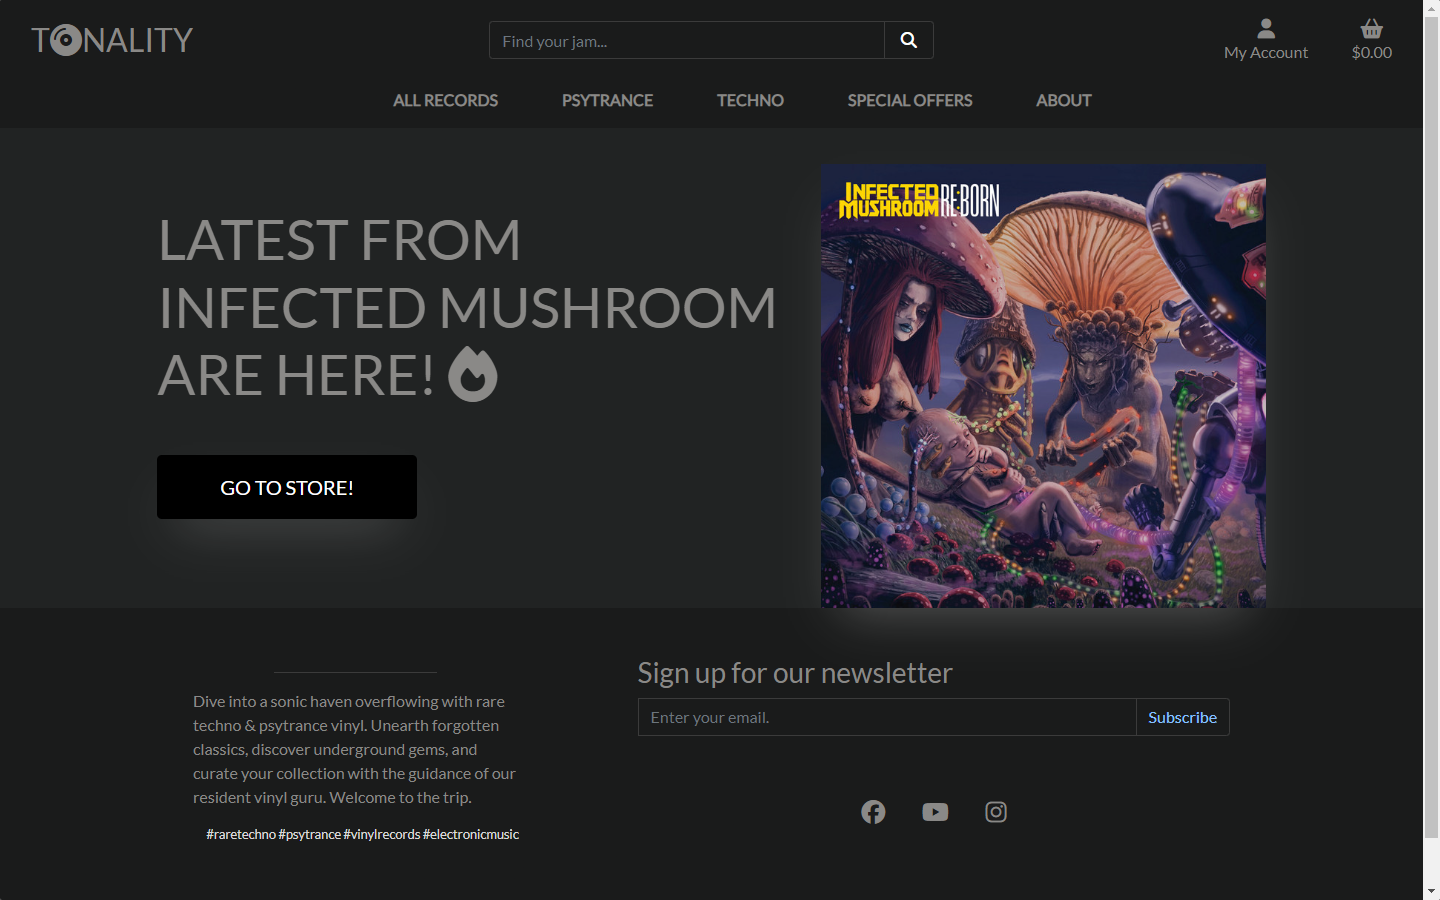 TONALITY
Find your jam...
My Account
$0.00
ALL RECORDS
PSYTRANCE
TECHNO
SPECIAL OFFERS
ABOUT
LATEST FROM
INFECTED MUSHROOM
ARE HERE!
GO TO STORE!
INFECTED
MUSHROOM RE:BORN
Dive into a sonic haven overflowing with rare
techno & psytrance vinyl. Unearth forgotten
classics, discover underground gems, and
curate your collection with the guidance of our
resident vinyl guru. Welcome to the trip.
#raretechno #psytrance #vinylrecords #electronicmusic
Sign up for our newsletter
Enter your email.
Subscribe